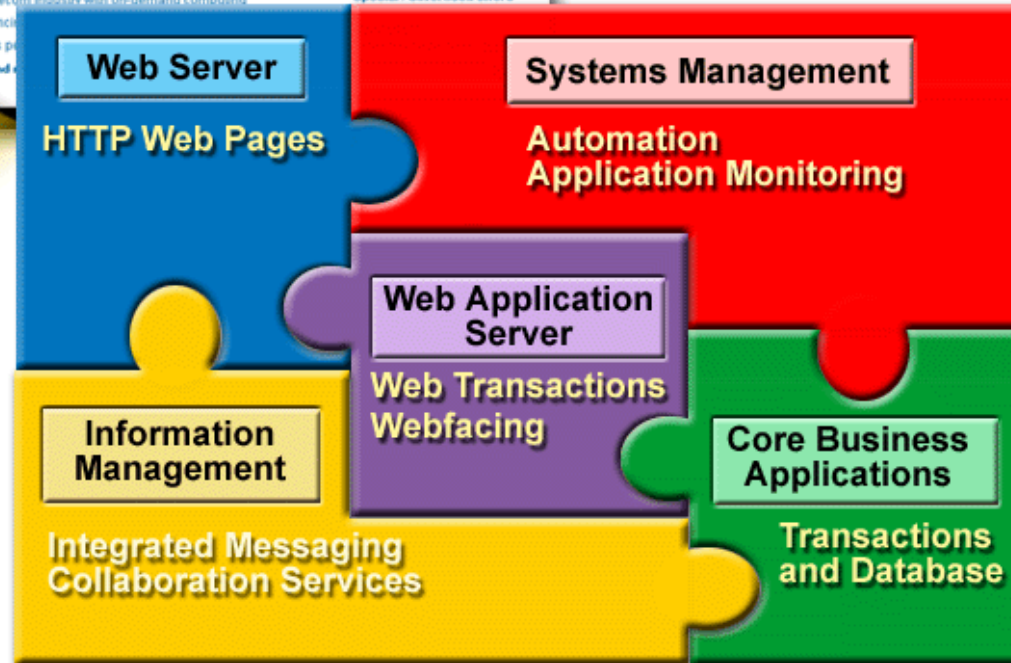 Web Server
HTTP Web Pages
Systems Management
Automation
Application Monitoring
Web Application
Server
Web Transactions
Webfacing
Information
Management
Integrated Messaging
Collaboration Services
Core Business
Applications
Transactions
and Database